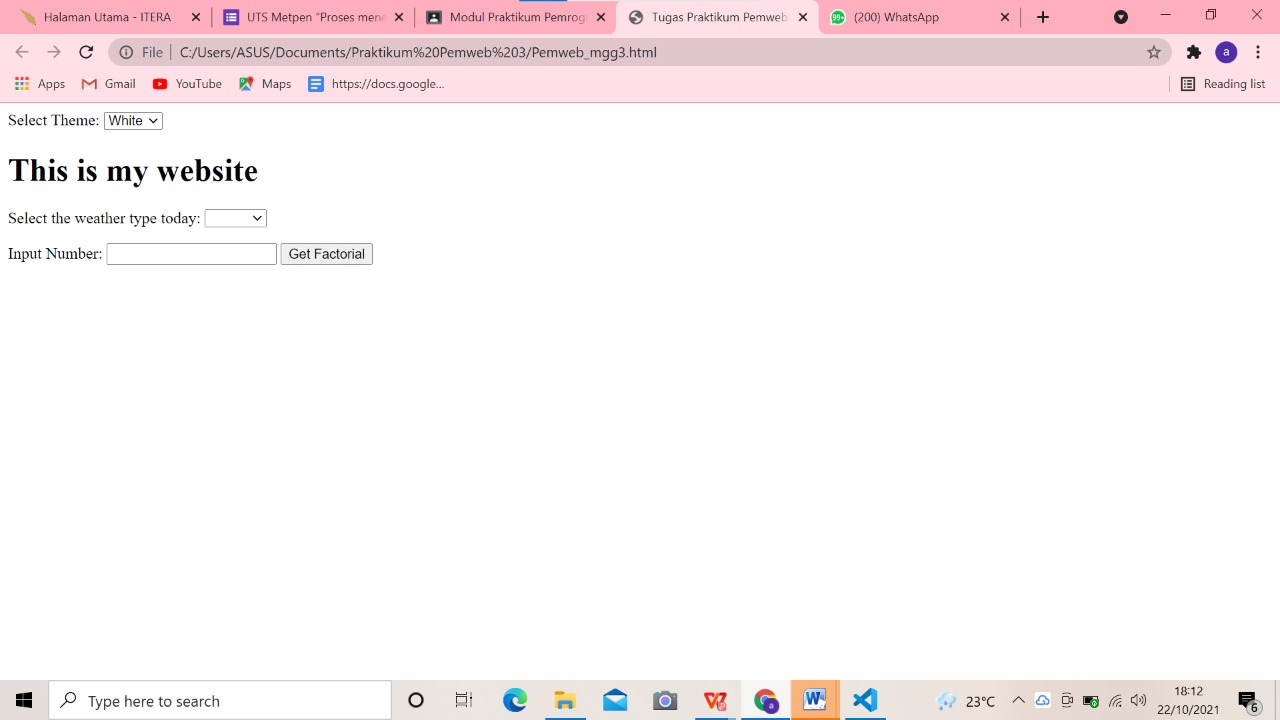 Halaman Utama - ITERA
UTS Metpen "Proses mene
Modul Praktikum Pemrog
Tugas Praktikum Pemweb
99+
(200) WhatsApp
File
C:/Users/ASUS/Documents/Praktikum%20Pemweb%203/Pemweb_mgg3.html
a
Apps
Gmail
YouTube
Maps
https://docs.google...
Reading list
Select Theme: White
This is my website
Select the weather type today:
Input Number: Get Factorial
Type here to search
a
W
23°C
18:12
22/10/2021
6